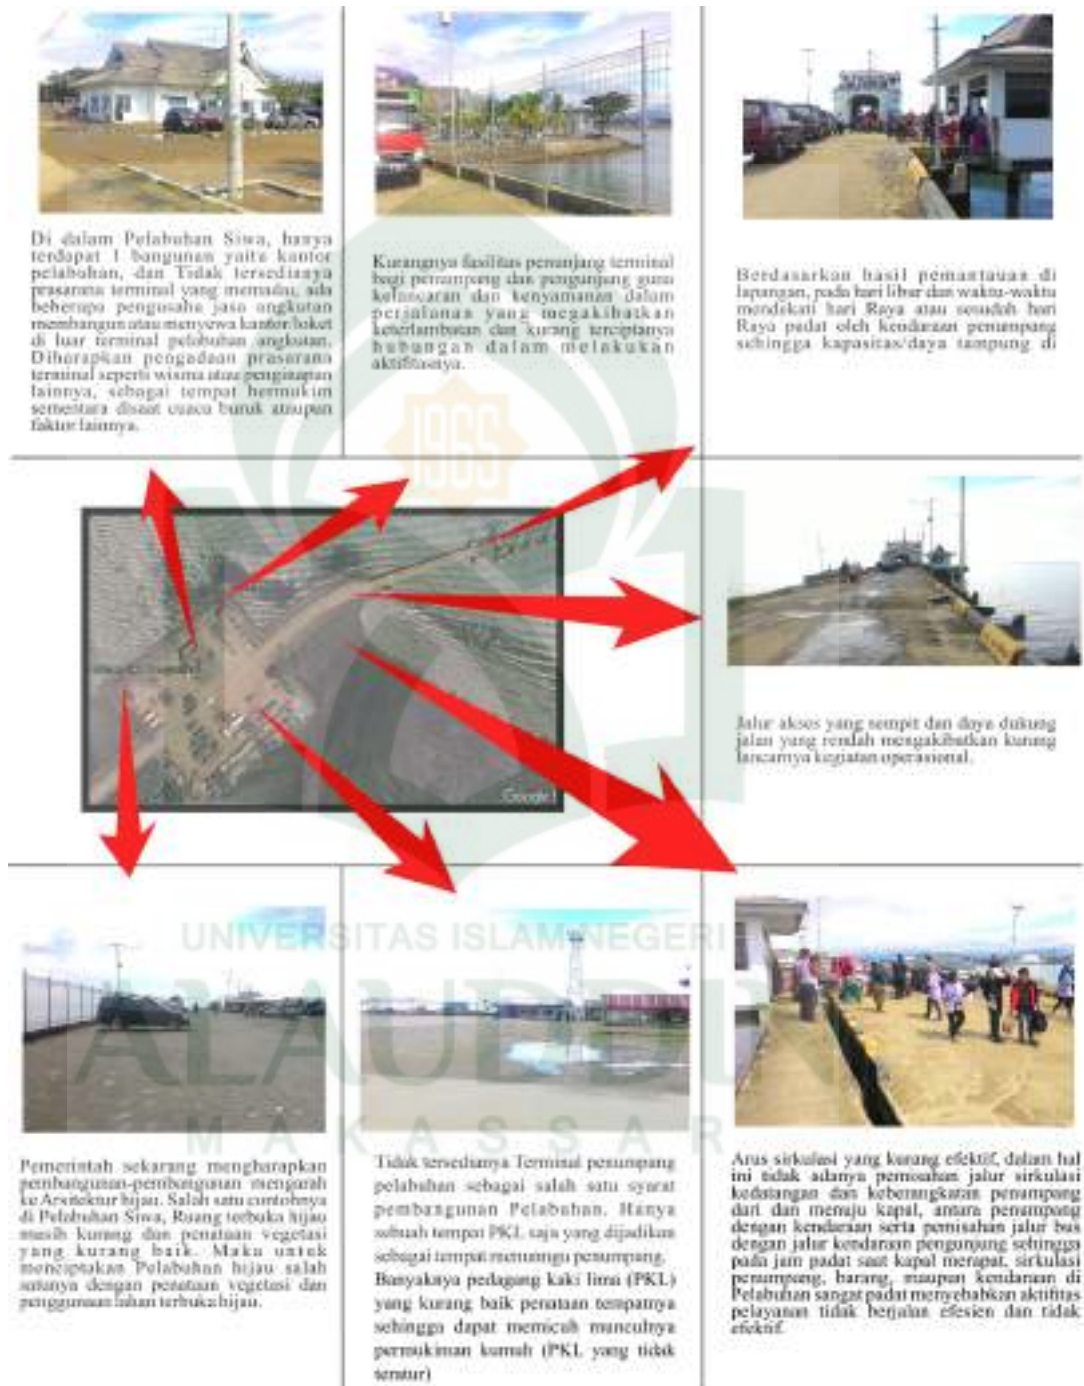 Di dalam Pelabuhan Siwa, hanya
terdapat 1 bangunan yaitu kantor
pelabuhan, dan Tidak tersedianya
prasarana terminal yang memadai, ada
beberapa pengusaha jasa angkutan
membangun atau menyewa kantor/loket
di luar terminal pelabuhan angkutan.
Diharapkan pengadaan prasarana
terminal seperti wisma atau penginapan
lainnya, sebagai tempat bermukim
sementara disaat cuaca buruk ataupun
faktor lainnya.
Kurangnya fasilitas penunjang terminal
bagi penumpang dan pengunjung guna
kelancaran dan kenyamanan dalam
perjalanan yang megakibatkan
keterlambatan dan kurang terciptanya
hubungan dalam melakukan
aktifitasnya.
Berdasarkan hasil pemantauan di
lapangan, pada hari libur dan waktu-waktu
mendekati hari Raya atau sesudah hari
Raya padat oleh kendaraan penumpang
sehingga kapasitas/daya tampung di
1965
Google
Jalur akses yang sempit dan daya dukung
jalan yang rendah mengakibatkan kurang
lancarnya kegiatan operasional.
UNIVERSITAS ISLAM NEGERI
ALAUDDIN
MAKASSAR
Pemerintah sekarang mengharapkan
pembangunan-pembangunan mengarah
ke Arsitektur hijau. Salah satu contohnya
di Pelabuhan Siwa, Ruang terbuka hijau
masih kurang dan penataan vegetasi
yang kurang baik. Maka untuk
menciptakan Pelabuhan hijau salah
satunya dengan penataan vegetasi dan
penggunaan lahan terbuka hijau.
Tidak tersedianya Terminal penumpang
pelabuhan sebagai salah satu syarat
pembangunan Pelabuhan. Hanya
sebuah tempat PKL saja yang dijadikan
sebagai tempat menunngu penumpang.
Banyaknya pedagang kaki lima (PKL)
yang kurang baik penataan tempatnya
sehingga dapat memicuh munculnya
permukiman kumuh (PKL yang tidak
teratur)
Arus sirkulasi yang kurang efektif, dalam hal
ini tidak adanya pemisahan jalur sirkulasi
kedatangan dan keberangkatan penumpang
dari dan menuju kapal, antara penumpang
dengan kendaraan serta pemisahan jalur bus
dengan jalur kendaraan pengunjung sehingga
pada jam padat saat kapal merapat, sirkulasi
penumpang, barang, maupun kendaraan di
Pelabuhan sangat padat menyebabkan aktifitas
pelayanan tidak berjalan efesien dan tidak
efektif.